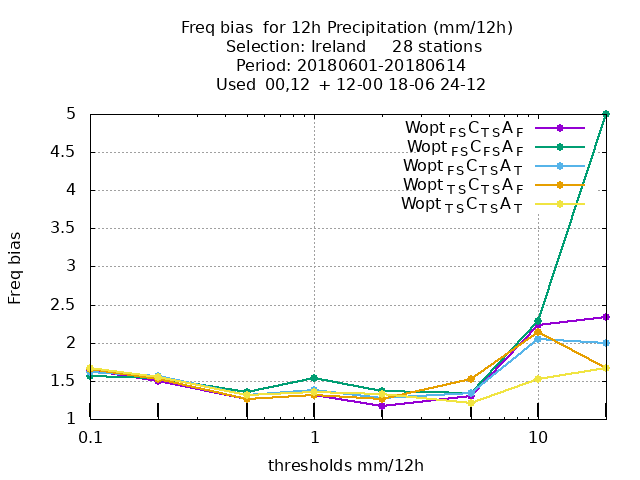 Freq bias  for 12h Precipitation (mm/12h)
Selection: Ireland     28 stations
Period: 20180601-20180614
Used  00,12  + 12-00 18-06 24-12
Wopt FS C TS A F
Wopt FS C FS A F
Wopt FS C TS A T
Wopt TS C TS A F
Wopt TS C TS A T
5
4.5
4
3.5
3
2.5
2
1.5
1
Freq bias
0.1 1 10
thresholds mm/12h